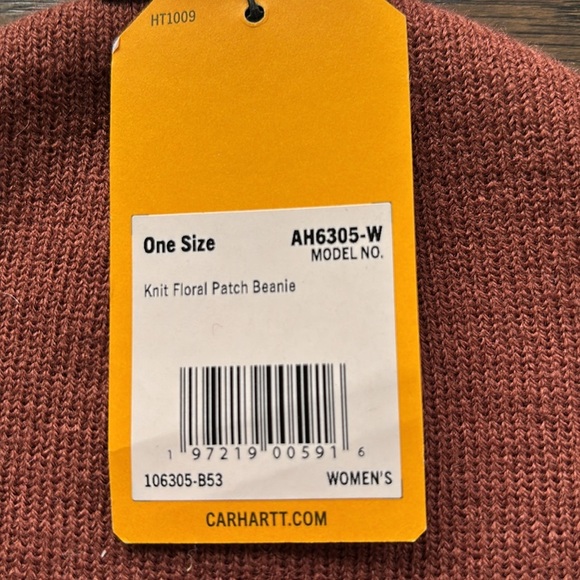 HT1009
One Size AH6305-W
MODEL NO.
Knit Floral Patch Beanie
1 97219 00591 6
106305-B53 WOMEN'S
CARHARTT.COM